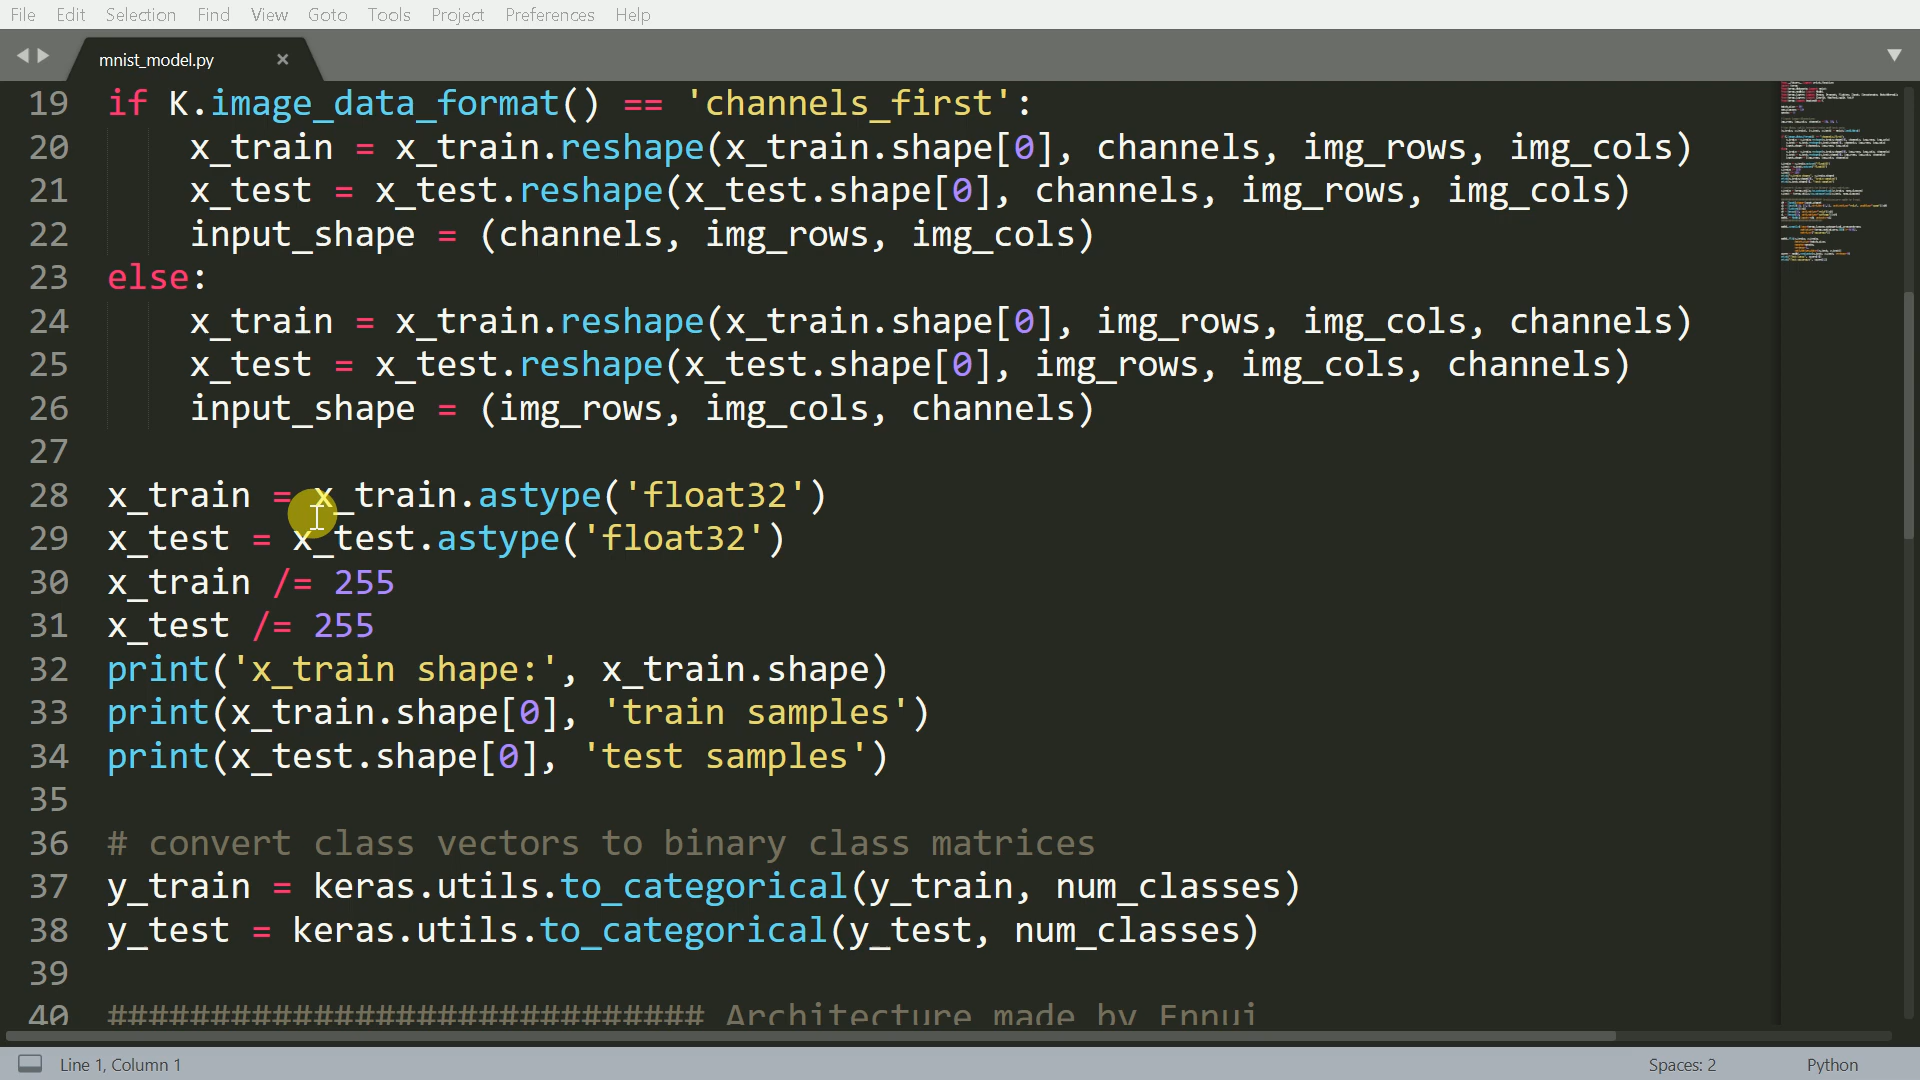 File Edit Selection Find View Goto Tools Project Preferences Help
mnist_model.py ×
19 if K.image_data_format() == 'channels_first':
20 x_train = x_train.reshape(x_train.shape[0], channels, img_rows, img_cols)
21 x_test = x_test.reshape(x_test.shape[0], channels, img_rows, img_cols)
22 input_shape = (channels, img_rows, img_cols)
23 else:
24 x_train = x_train.reshape(x_train.shape[0], img_rows, img_cols, channels)
25 x_test = x_test.reshape(x_test.shape[0], img_rows, img_cols, channels)
26 input_shape = (img_rows, img_cols, channels)
27
28 x_train = x_train.astype('float32')
29 x_test = x_test.astype('float32')
30 x_train /= 255
31 x_test /= 255
32 print('x_train shape:', x_train.shape)
33 print(x_train.shape[0], 'train samples')
34 print(x_test.shape[0], 'test samples')
35
36 # convert class vectors to binary class matrices
37 y_train = keras.utils.to_categorical(y_train, num_classes)
38 y_test = keras.utils.to_categorical(y_test, num_classes)
39
40 ############################# Architecture made by Ennui
Line 1, Column 1 Spaces: 2 Python